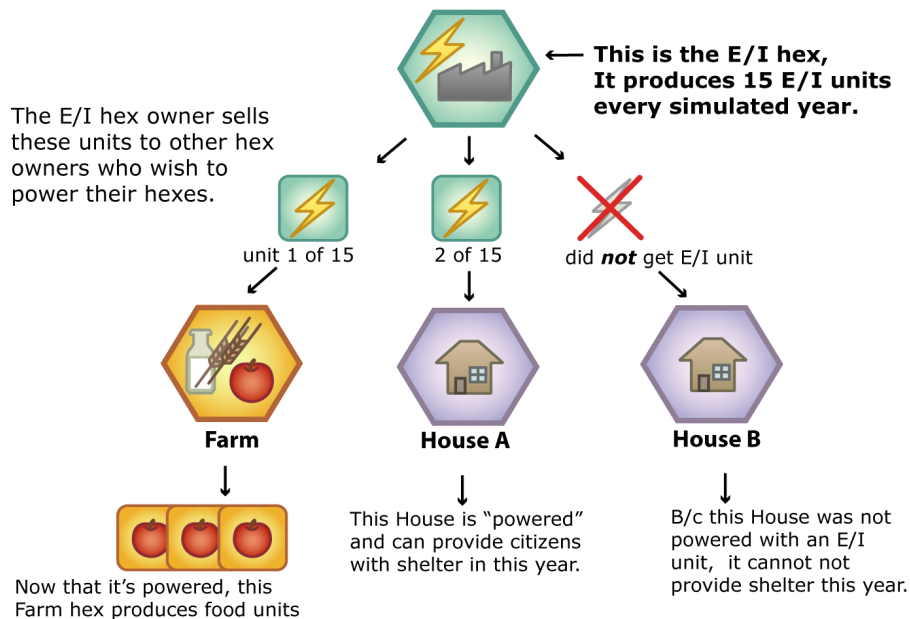 This is the E/I hex,
It produces 15 E/I units
every simulated year.
The E/I hex owner sells
these units to other hex
owners who wish to
power their hexes.
unit 1 of 15
2 of 15
did not get E/I unit
Farm
House A
House B
Now that it's powered, this
Farm hex produces food units
This House is “powered”
and can provide citizens
with shelter in this year.
B/c this House was not
powered with an E/I
unit, it cannot not
provide shelter this year.